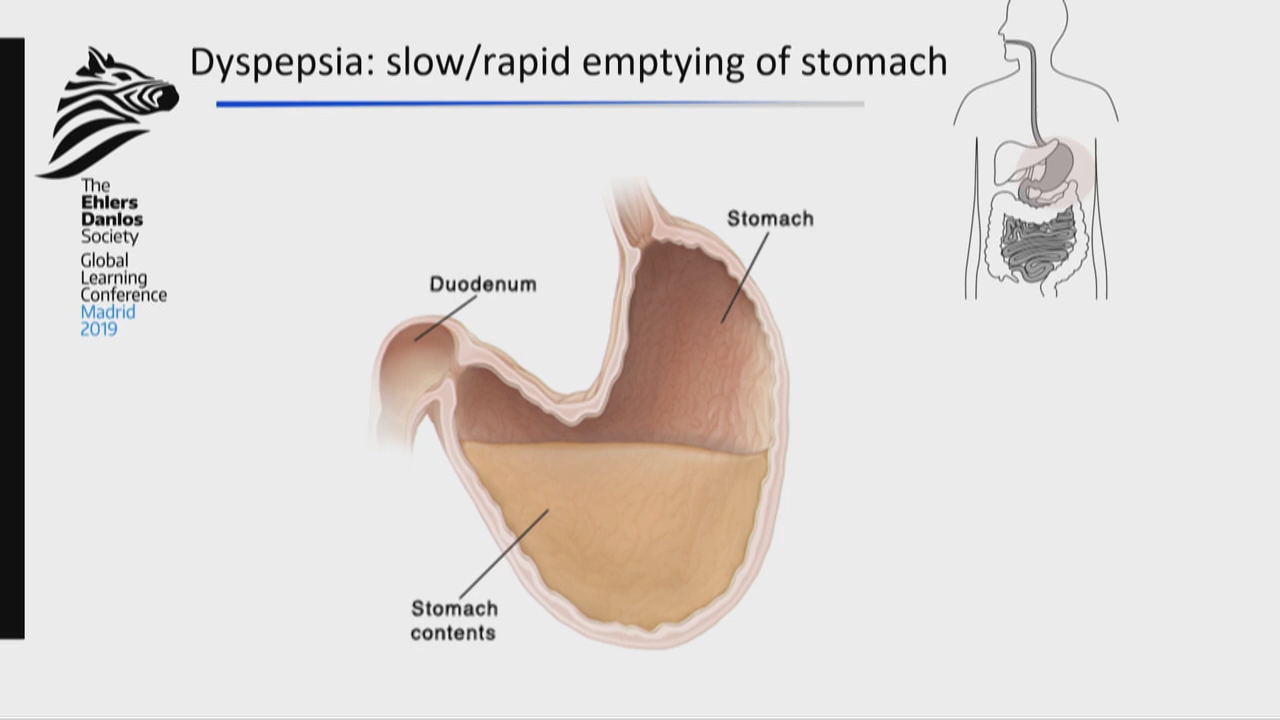 Dyspepsia: slow/rapid emptying of stomach
The
Ehlers
Danlos
Society
Global
Learning
Conference
Madrid
2019
Stomach
Duodenum
Stomach
contents